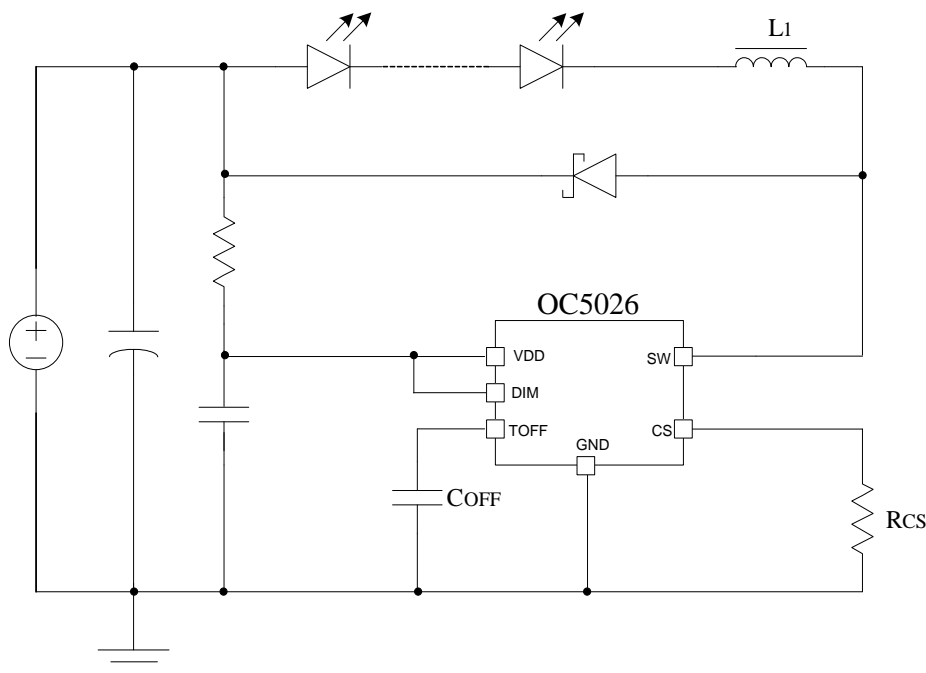 L1
OC5026
VDD
SW
DIM
TOFF
CS
GND
COFF
RCS